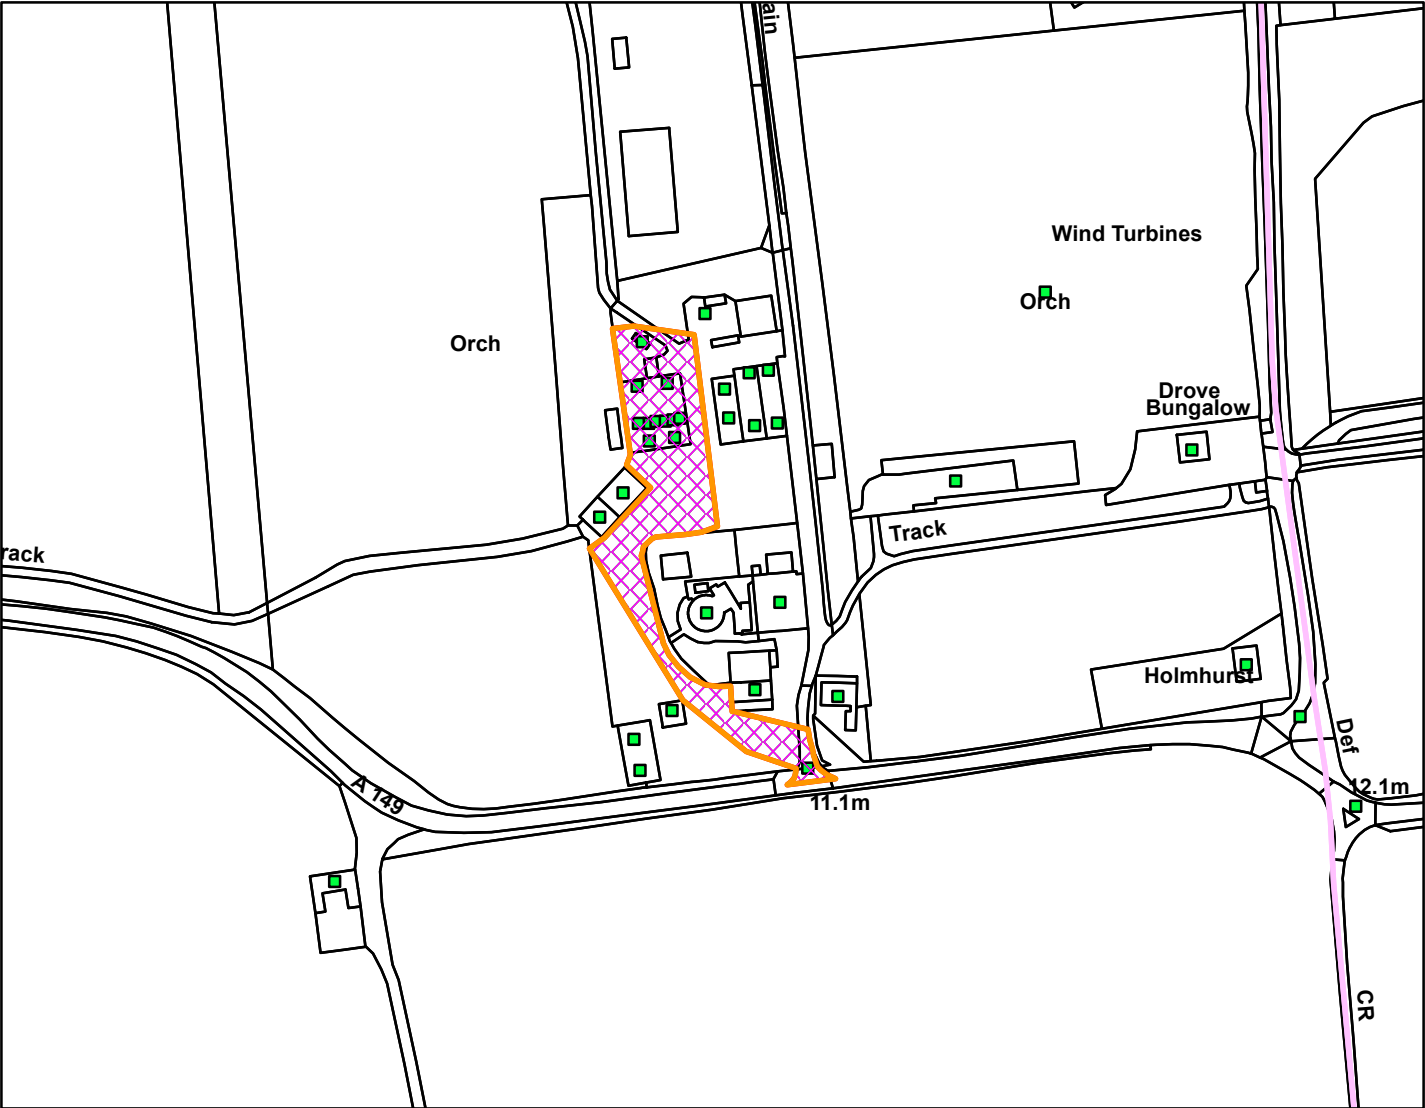 ain
Wind Turbines
Orch
Orch
Drove
Bungalow
Track
rack
Holmhurst
Def
12.1m
A 149
11.1m
CR